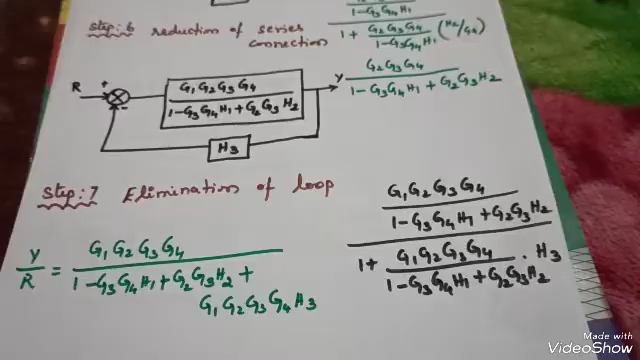 Step:6 reduction of series connection
1-G3G4H1
1 + G2G3G4 / 1-G3G4H1 (H2/G4)
G2G3G4 / 1-G3G4H1+G2G3H2
R + - G1G2G3G4 / 1-G3G4H1+G2G3H2 Y
H3
Step:7 Elimination of loop
G1G2G3G4 / 1-G3G4H1+G2G3H2
1 + G1G2G3G4 / 1-G3G4H1+G2G3H2 . H3
Y/R = G1G2G3G4 / 1-G3G4H1+G2G3H2 +
G1G2G3G4H3
Made with
VideoShow